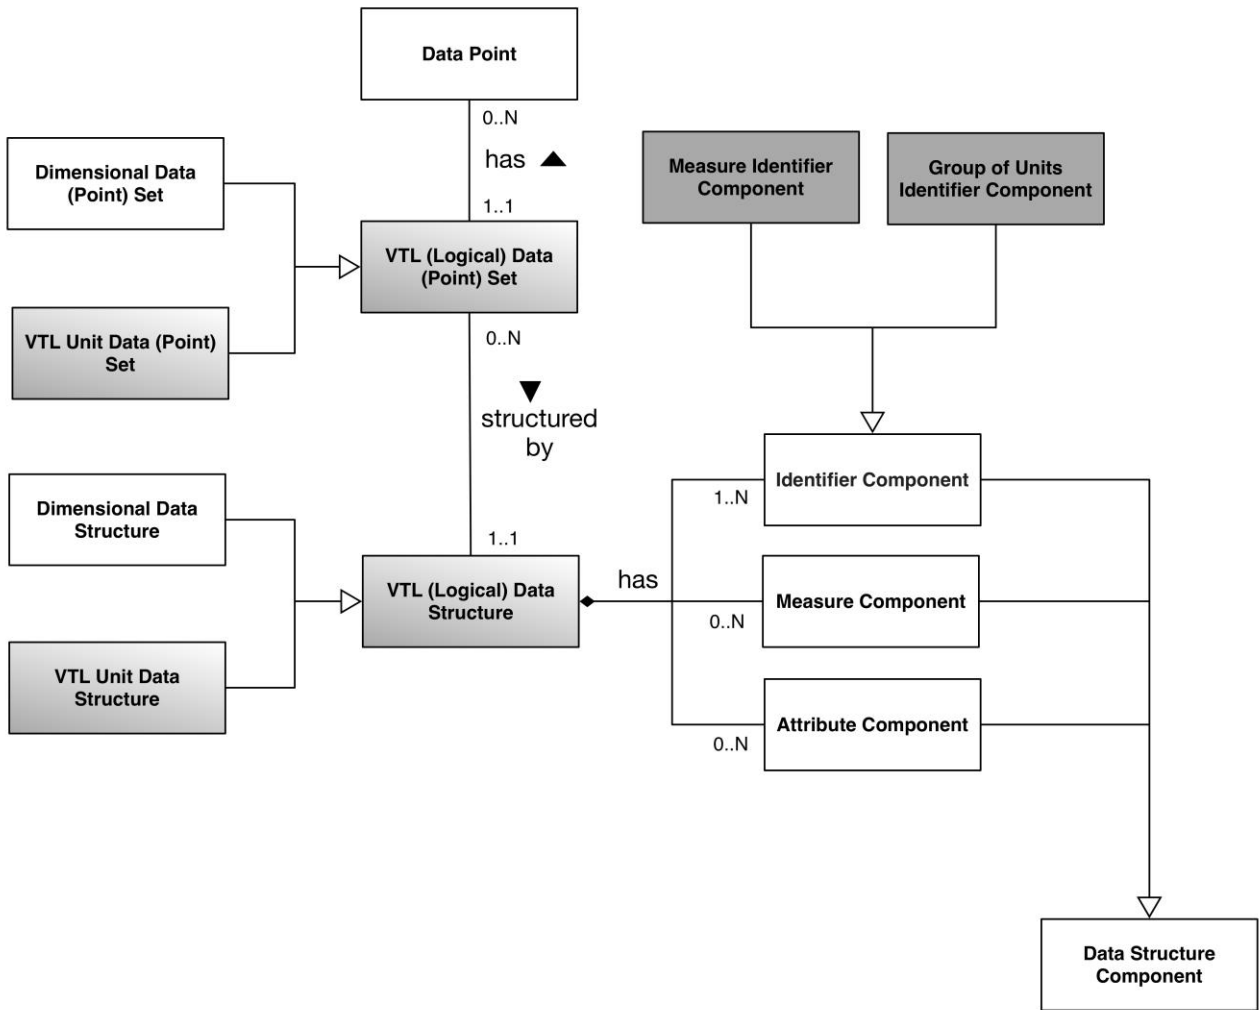 Data Point
0..N
has
1..1
Dimensional Data
(Point) Set
VTL (Logical) Data
(Point) Set
VTL Unit Data (Point)
Set
0..N
structured
by
1..1
Measure Identifier
Component
Group of Units
Identifier Component
Dimensional Data
Structure
VTL (Logical) Data
Structure
VTL Unit Data
Structure
has
1..N
Identifier Component
0..N
Measure Component
0..N
Attribute Component
Data Structure
Component